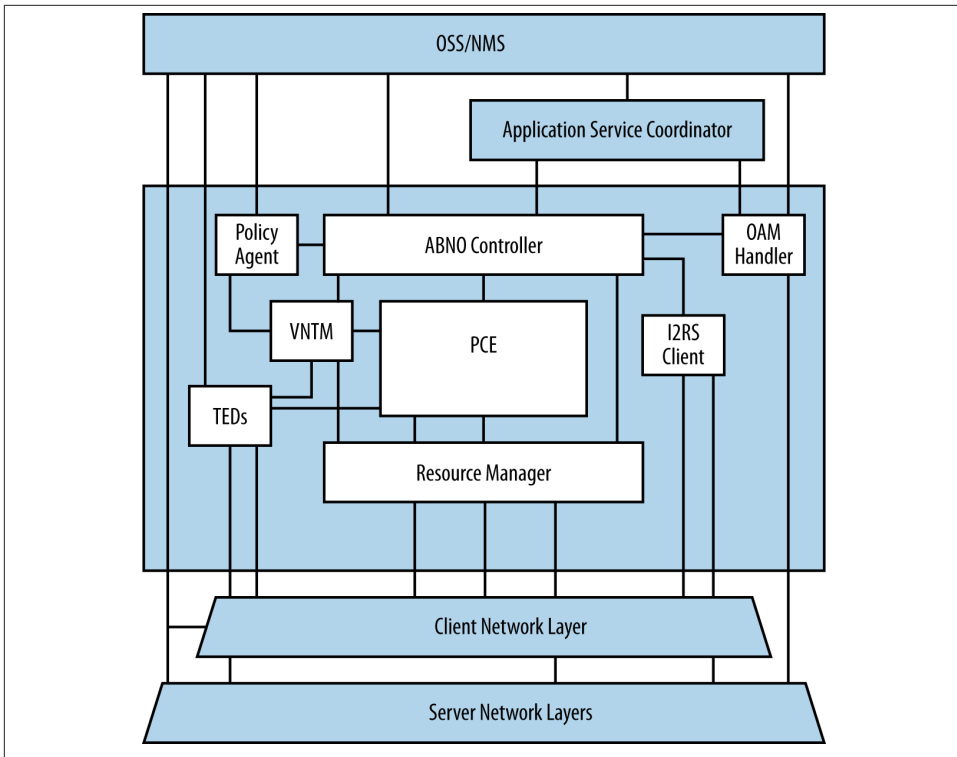 OSS/NMS
Application Service Coordinator
Policy
Agent
ABNO Controller
OAM
Handler
VNTM
PCE
I2RS
Client
TEDs
Resource Manager
Client Network Layer
Server Network Layers